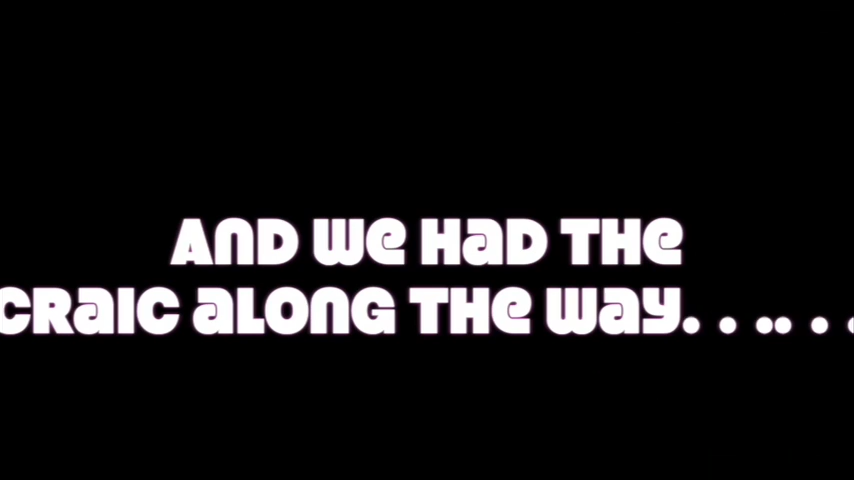 AND WE HAD THE
CRAIC ALONG THE WAY. . .. . .